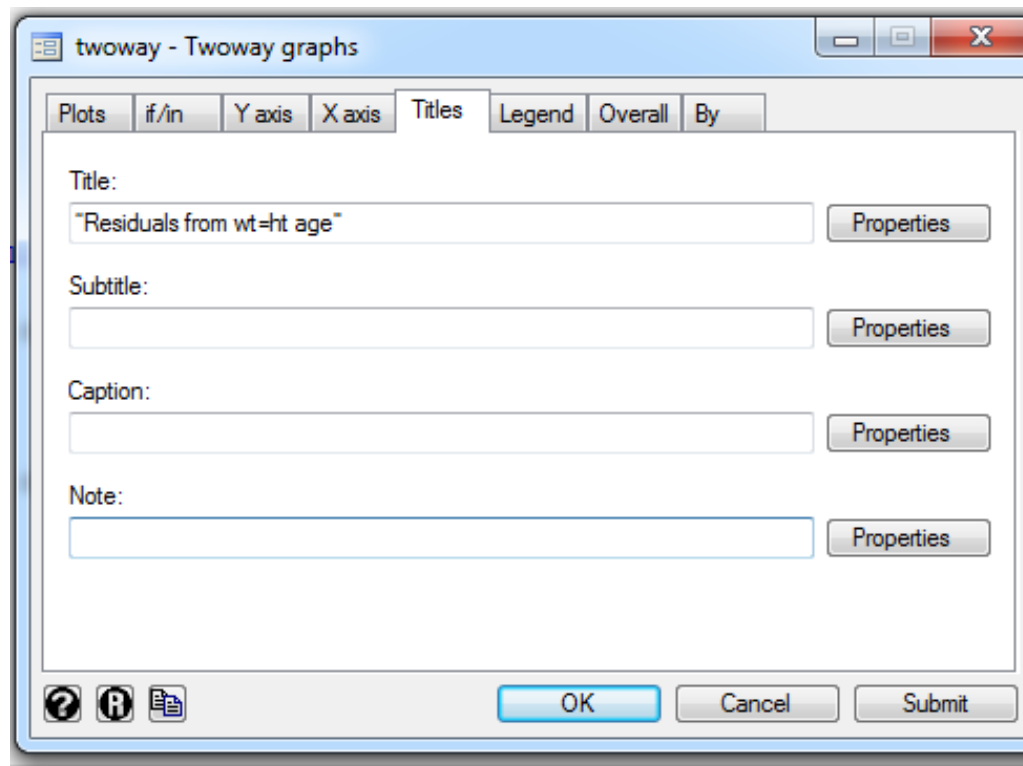 twoway - Twoway graphs
Plots if/in Y axis X axis Titles Legend Overall By
Title:
"Residuals from wt=ht age"
Properties
Subtitle:
Properties
Caption:
Properties
Note:
Properties
? R OK Cancel Submit